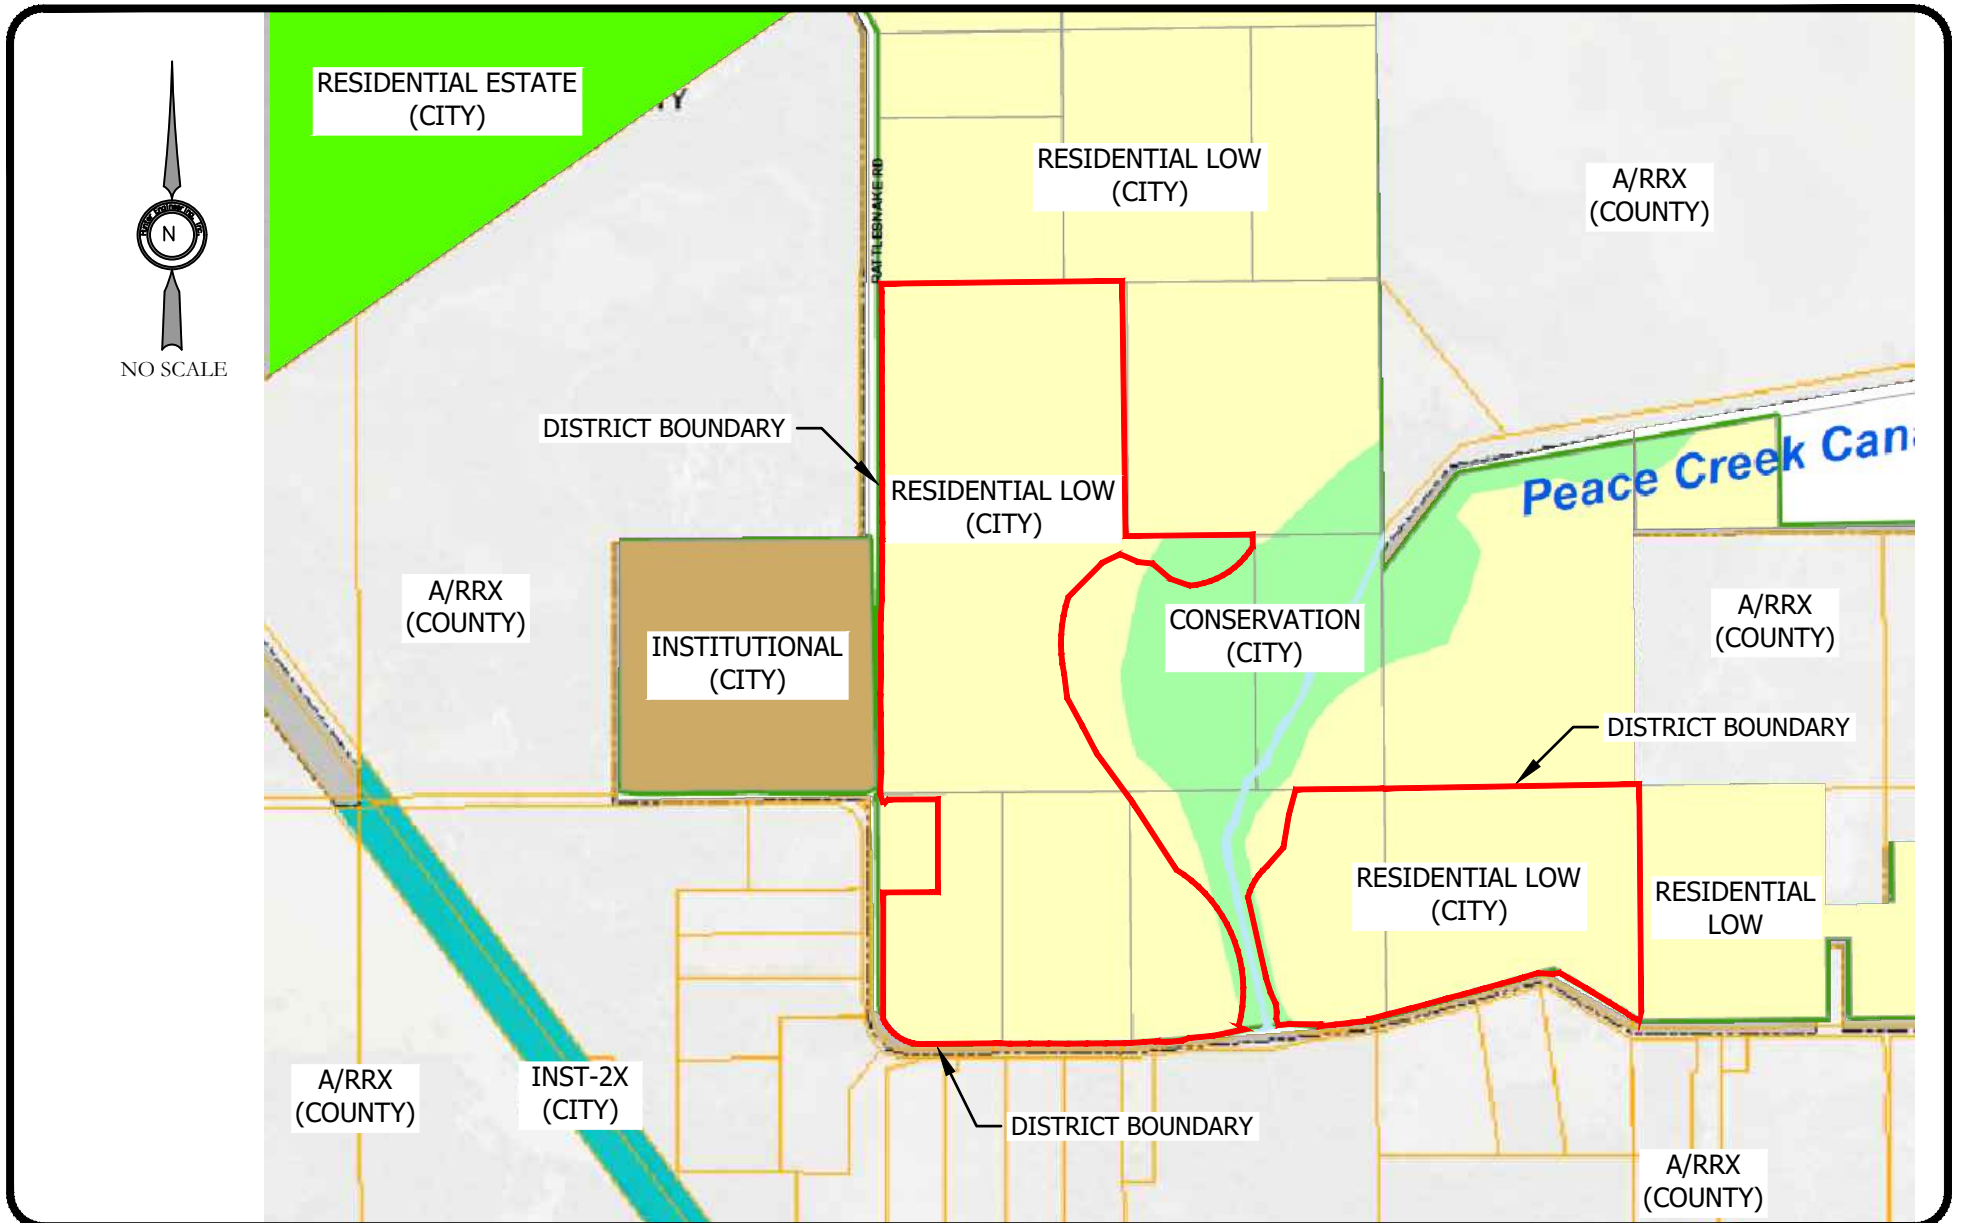 RESIDENTIAL ESTATE
(CITY)
TY
RESIDENTIAL LOW
(CITY)
A/RRX
(COUNTY)
RATTLESNAKE RD
N
NO SCALE
DISTRICT BOUNDARY
RESIDENTIAL LOW
(CITY)
Peace Creek Cana
A/RRX
(COUNTY)
INSTITUTIONAL
(CITY)
CONSERVATION
(CITY)
A/RRX
(COUNTY)
DISTRICT BOUNDARY
RESIDENTIAL LOW
(CITY)
RESIDENTIAL
LOW
A/RRX
(COUNTY)
INST-2X
(CITY)
DISTRICT BOUNDARY
A/RRX
(COUNTY)